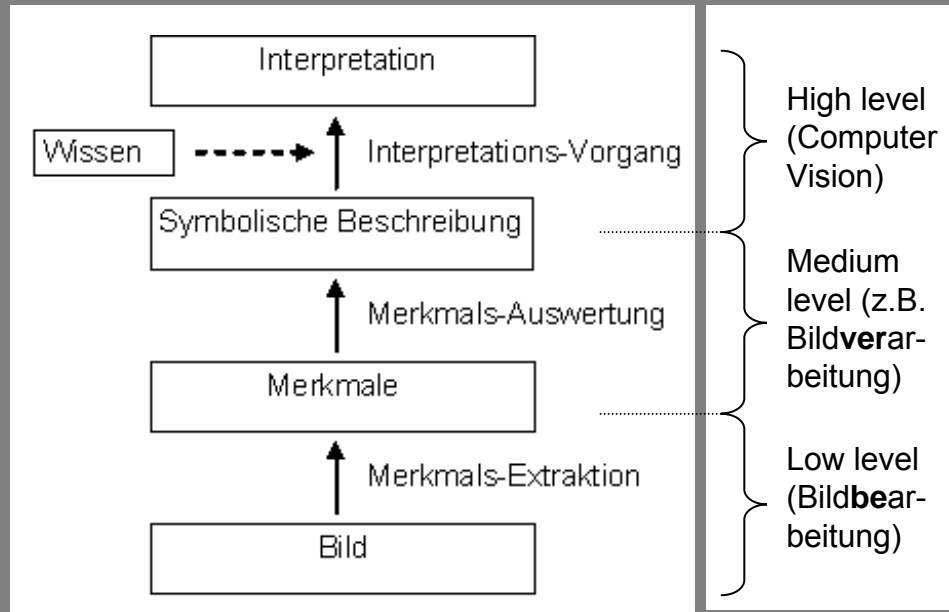 Interpretation
Wissen
Interpretations-Vorgang
Symbolische Beschreibung
Merkmals-Auswertung
Merkmale
Merkmals-Extraktion
Bild
High level
(Computer
Vision)
Medium
level (z.B.
Bildverar-
beitung)
Low level
(Bildbear-
beitung)